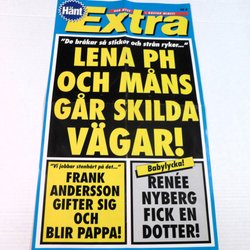 Hänt
Extra
"De bråkar så stickor och strån ryker..."
LENA PH
OCH MÅNS
GÅR SKILDA
VÄGAR!
"Vi jobbar stenhårt på det..."
FRANK
ANDERSSON
GIFTER SIG
OCH
BLIR PAPPA!
Babylycka!
RENÉE
NYBERG
FICK EN
DOTTER!